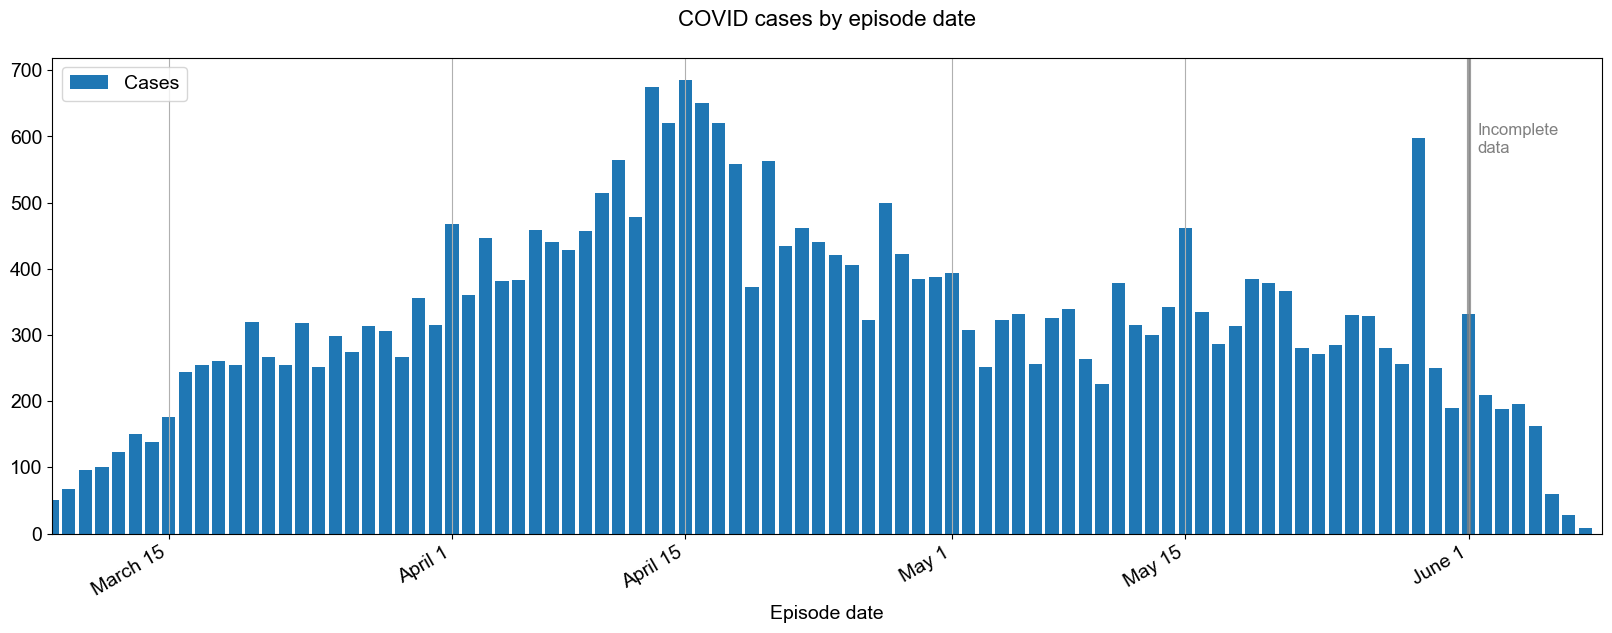 COVID cases by episode date
Cases
700
600
500
400
300
200
100
0
Incomplete
data
March 15
April 1
April 15
May 1
May 15
June 1
Episode date